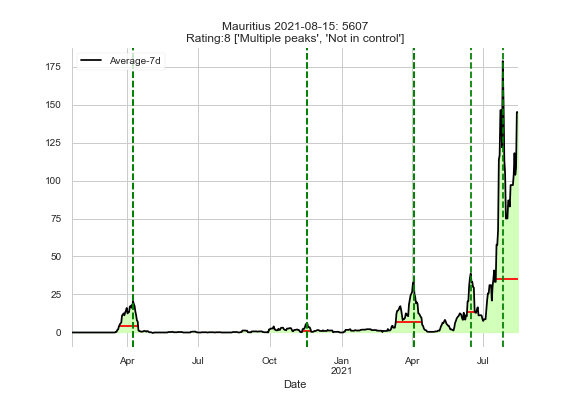 Mauritius 2021-08-15: 5607
Rating:8 ['Multiple peaks', 'Not in control']
Average-7d
175
150
125
100
75
50
25
0
Apr Jul Oct Jan Apr Jul
2021
Date